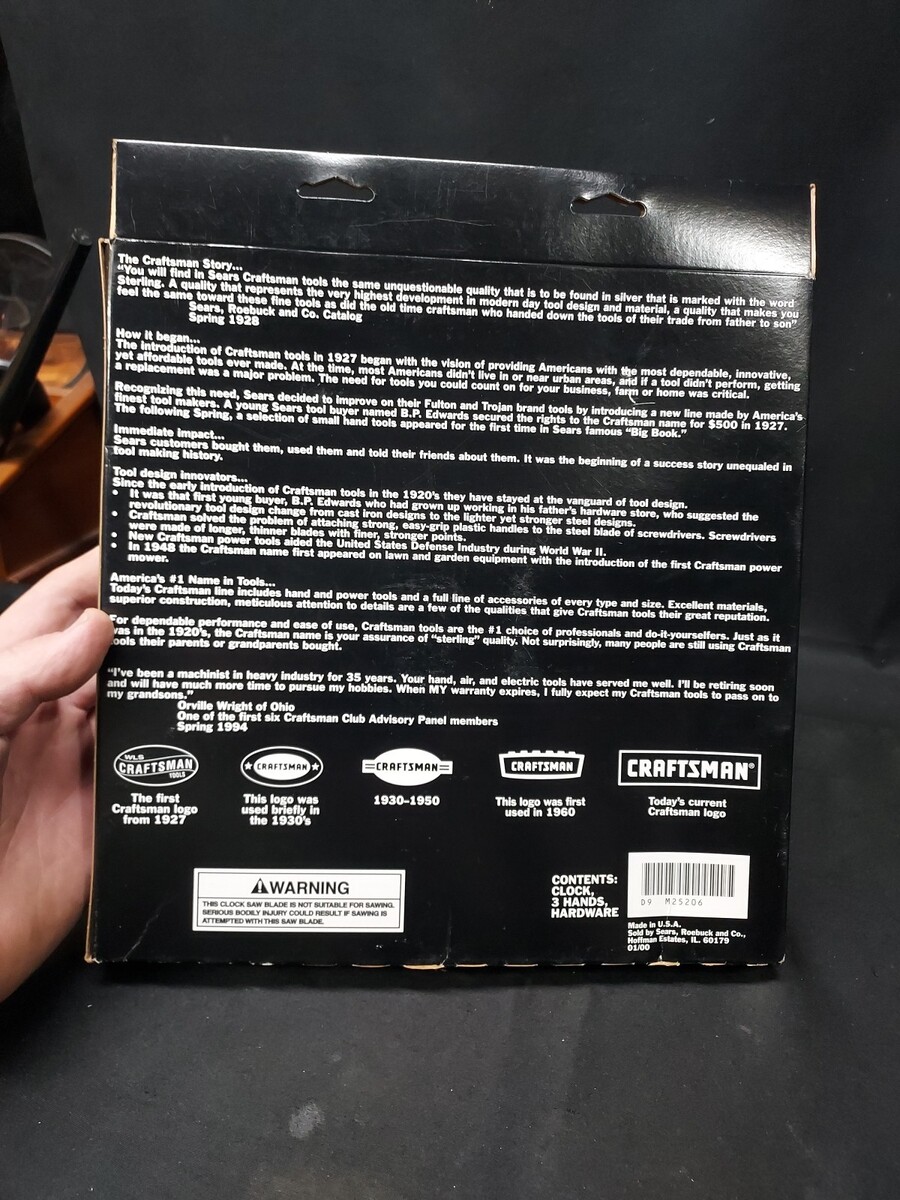 The Craftsman Story...
“You will find in Sears Craftsman tools the same unquestionable quality that is to be found in silver that is marked with the word
Sterling. A quality that represents the very highest development in modern day tool design and material, a quality that makes you
feel the same toward these fine tools as did the old time craftsman who handed down the tools of their trade from father to son”
Sears, Roebuck and Co. Catalog
Spring 1928
How it began...
The introduction of Craftsman tools in 1927 began with the vision of providing Americans with the most dependable, innovative,
yet affordable tools ever made. At the time, most Americans didn't live in or near urban areas, and if a tool didn't perform, getting
a replacement was a major problem. The need for tools you could count on for your business, farm or home was critical.
Recognizing this need, Sears decided to improve on their Fulton and Trojan brand tools by introducing a new line made by America's
finest tool makers. A young Sears tool buyer named B.P. Edwards secured the rights to the Craftsman name for $500 in 1927.
The following Spring, a selection of small hand tools appeared for the first time in Sears famous “Big Book.”
Immediate impact...
Sears customers bought them, used them and told their friends about them. It was the beginning of a success story unequaled in
tool making history.
Tool design innovators...
Since the early introduction of Craftsman tools in the 1920's they have stayed at the vanguard of tool design.
• It was that first young buyer, B.P. Edwards who had grown up working in his father's hardware store, who suggested the
revolutionary tool design change from cast iron designs to the lighter yet stronger steel designs.
• Craftsman solved the problem of attaching strong, easy-grip plastic handles to the steel blade of screwdrivers. Screwdrivers
were made of longer, thinner blades with finer, stronger points.
• New Craftsman power tools aided the United States Defense Industry during World War II.
• In 1948 the Craftsman name first appeared on lawn and garden equipment with the introduction of the first Craftsman power
mower.
America's #1 Name in Tools...
Today's Craftsman line includes hand and power tools and a full line of accessories of every type and size. Excellent materials,
superior construction, meticulous attention to details are a few of the qualities that give Craftsman tools their great reputation.
For dependable performance and ease of use, Craftsman tools are the #1 choice of professionals and do-it-yourselfers. Just as it
was in the 1920's, the Craftsman name is your assurance of “sterling” quality. Not surprisingly, many people are still using Craftsman
tools their parents or grandparents bought.
“I've been a machinist in heavy industry for 35 years. Your hand, air, and electric tools have served me well. I'll be retiring soon
and will have much more time to pursue my hobbies. When MY warranty expires, I fully expect my Craftsman tools to pass on to
my grandsons.”
Orville Wright of Ohio
One of the first six Craftsman Club Advisory Panel members
Spring 1994
WLS
CRAFTSMAN
TOOLS
The first
Craftsman logo
from 1927
CRAFTSMAN
This logo was
used briefly in
the 1930's
CRAFTSMAN
1930-1950
CRAFTSMAN
This logo was first
used in 1960
CRAFTSMAN®
Today's current
Craftsman logo
WARNING
THIS CLOCK SAW BLADE IS NOT SUITABLE FOR SAWING.
SERIOUS BODILY INJURY COULD RESULT IF SAWING IS
ATTEMPTED WITH THIS SAW BLADE.
CONTENTS:
CLOCK,
3 HANDS,
HARDWARE
D9 M25206
Made in U.S.A.
Sold by Sears, Roebuck and Co.,
Hoffman Estates, IL. 60179
01/00